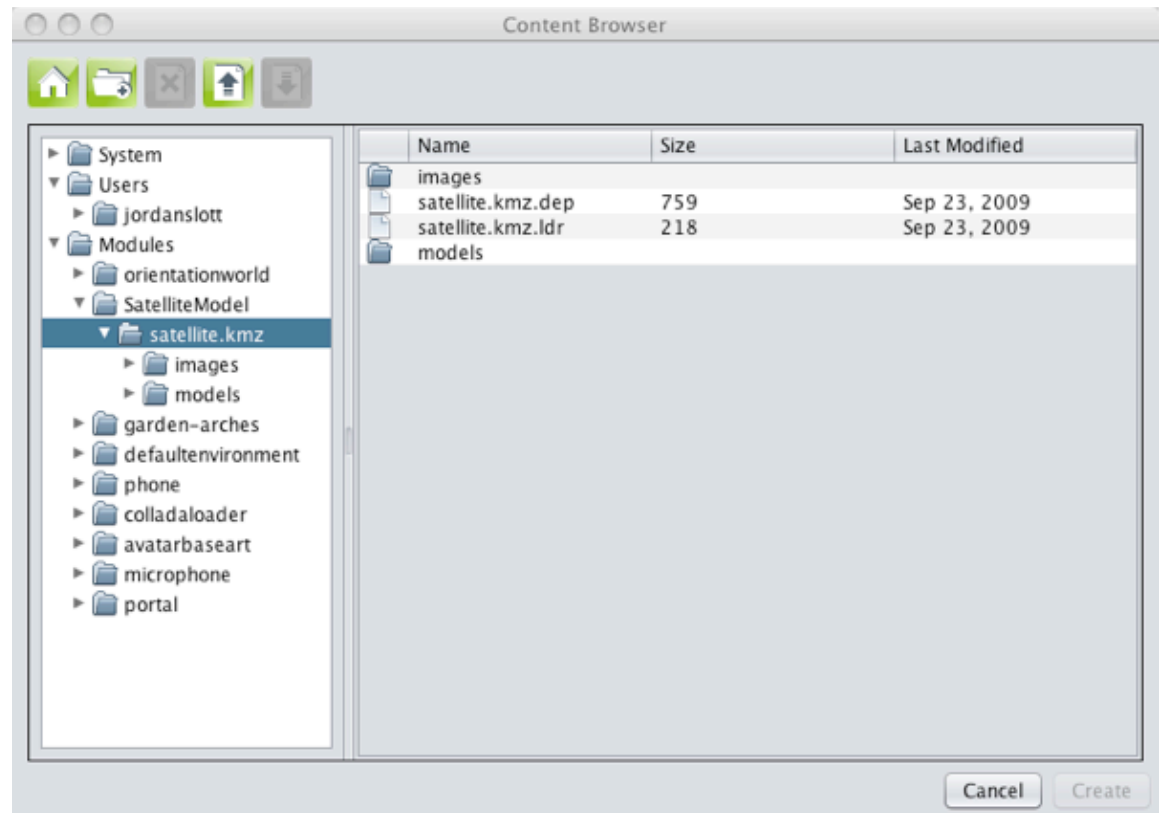 Content Browser
System
Users
jordanslott
Modules
orientationworld
SatelliteModel
satellite.kmz
images
models
garden-arches
defaultenvironment
phone
colladaloader
avatarbaseart
microphone
portal
Name Size Last Modified
images
satellite.kmz.dep 759 Sep 23, 2009
satellite.kmz.ldr 218 Sep 23, 2009
models
Cancel Create